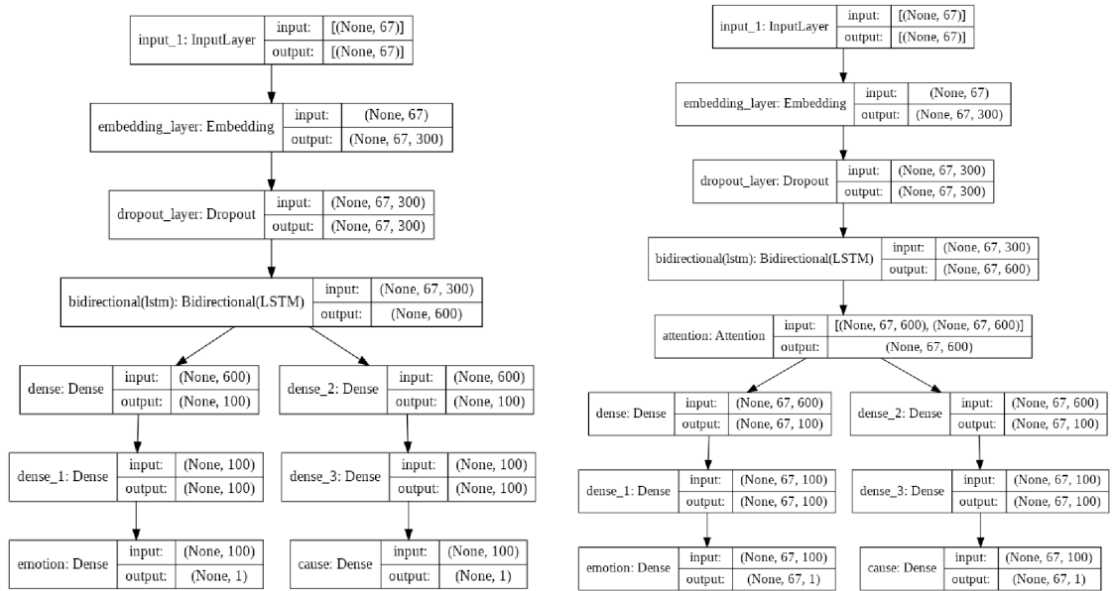 input_1: InputLayer
input: [(None, 67)]
output: [(None, 67)]
embedding_layer: Embedding
input: (None, 67)
output: (None, 67, 300)
dropout_layer: Dropout
input: (None, 67, 300)
output: (None, 67, 300)
bidirectional(lstm): Bidirectional(LSTM)
input: (None, 67, 300)
output: (None, 600)
dense: Dense
input: (None, 600)
output: (None, 100)
dense_2: Dense
input: (None, 600)
output: (None, 100)
dense_1: Dense
input: (None, 100)
output: (None, 100)
dense_3: Dense
input: (None, 100)
output: (None, 100)
emotion: Dense
input: (None, 100)
output: (None, 1)
cause: Dense
input: (None, 100)
output: (None, 1)
input_1: InputLayer
input: [(None, 67)]
output: [(None, 67)]
embedding_layer: Embedding
input: (None, 67)
output: (None, 67, 300)
dropout_layer: Dropout
input: (None, 67, 300)
output: (None, 67, 300)
bidirectional(lstm): Bidirectional(LSTM)
input: (None, 67, 300)
output: (None, 67, 600)
attention: Attention
input: [(None, 67, 600), (None, 67, 600)]
output: (None, 67, 600)
dense: Dense
input: (None, 67, 600)
output: (None, 67, 100)
dense_2: Dense
input: (None, 67, 600)
output: (None, 67, 100)
dense_1: Dense
input: (None, 67, 100)
output: (None, 67, 100)
dense_3: Dense
input: (None, 67, 100)
output: (None, 67, 100)
emotion: Dense
input: (None, 67, 100)
output: (None, 67, 1)
cause: Dense
input: (None, 67, 100)
output: (None, 67, 1)